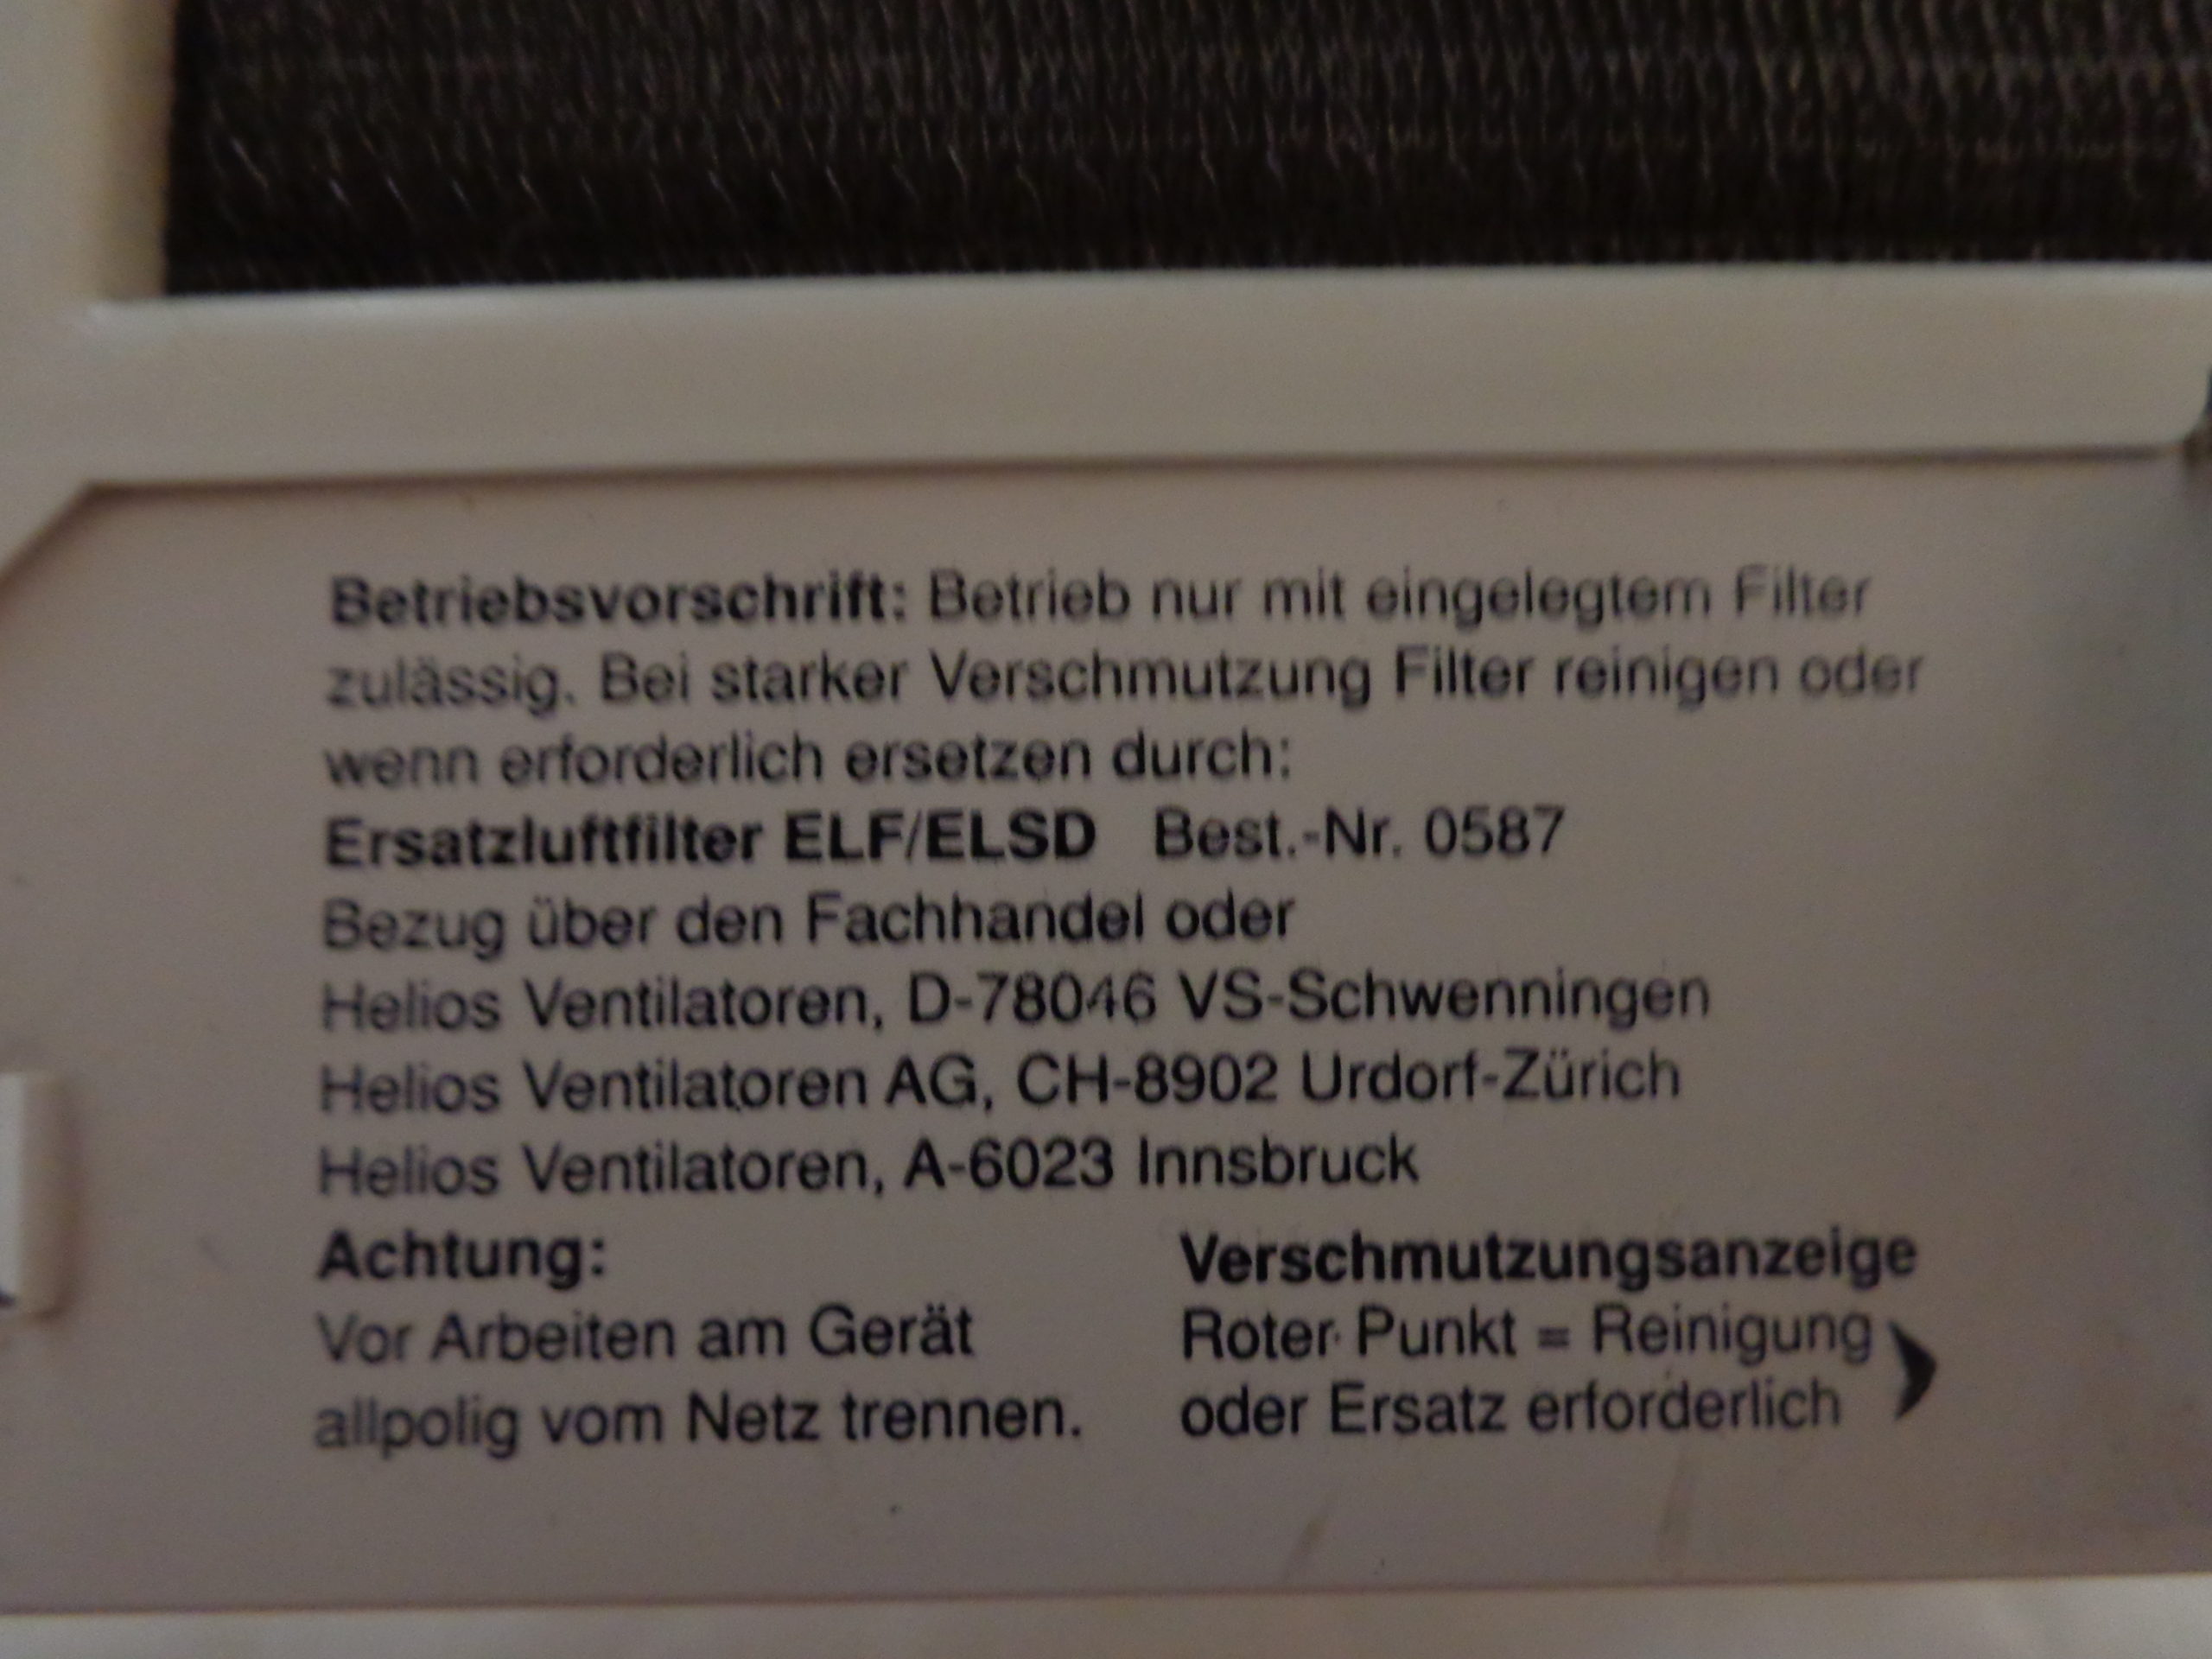 Betriebsvorschrift: Betrieb nur mit eingelegtem Filter
zulässig. Bei starker Verschmutzung Filter reinigen oder
wenn erforderlich ersetzen durch:
Ersatzluftfilter ELF/ELSD Best.-Nr. 0587
Bezug über den Fachhandel oder
Helios Ventilatoren, D-78046 VS-Schwenningen
Helios Ventilatoren AG, CH-8902 Urdorf-Zürich
Helios Ventilatoren, A-6023 Innsbruck
Achtung:
Vor Arbeiten am Gerät
allpolig vom Netz trennen.
Verschmutzungsanzeige
Roter Punkt = Reinigung
oder Ersatz erforderlich